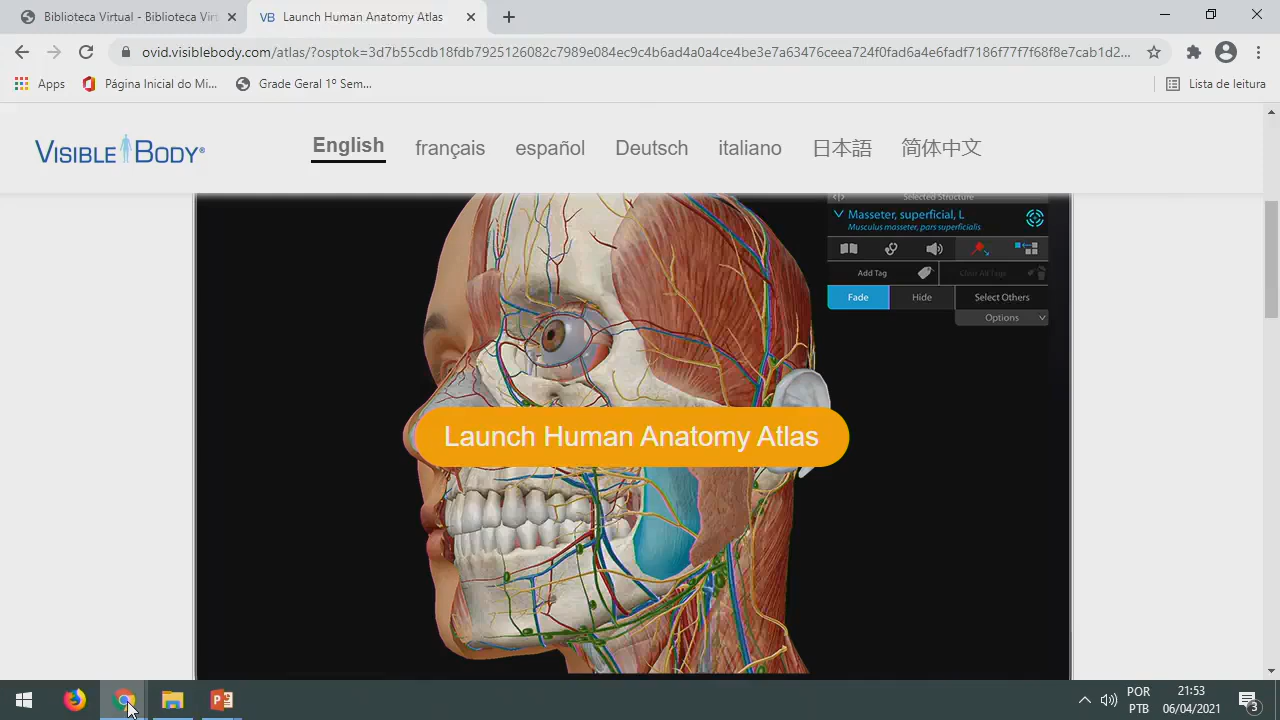 Biblioteca Virtual - Biblioteca Virt
VB Launch Human Anatomy Atlas
ovid.visiblebody.com/atlas/?osptok=3d7b55cdb18fdb7925126082c7989e084ec9c4b6ad4a0a4ce4be3e7a63476ceea724f0fad6a4e6fadf7186f77f7f68f8e7cab1d2...
Apps Página Inicial do Mi... Grade Geral 1º Sem... Lista de leitura
VISIBLE BODY® English français español Deutsch italiano 日本語 简体中文
Selected Structure
Masseter, superficial, L
Musculus masseter, pars superficialis
Add Tag Clear All Tags
Fade Hide Select Others
Options
Launch Human Anatomy Atlas
POR 21:53
PTB 06/04/2021 3